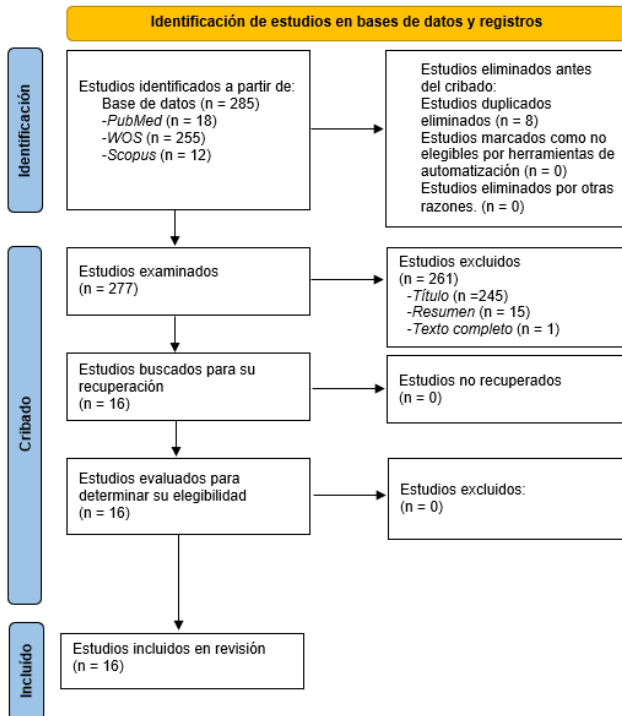 Identificación de estudios en bases de datos y registros
Identificación
Estudios identificados a partir de:
Base de datos (n = 285)
-PubMed (n = 18)
-WOS (n = 255)
-Scopus (n = 12)
Estudios eliminados antes
del cribado:
Estudios duplicados
eliminados (n = 8)
Estudios marcados como no
elegibles por herramientas de
automatización (n = 0)
Estudios eliminados por otras
razones. (n = 0)
Cribado
Estudios examinados
(n = 277)
Estudios excluidos
(n = 261)
-Título (n =245)
-Resumen (n = 15)
-Texto completo (n = 1)
Estudios buscados para su
recuperación
(n = 16)
Estudios no recuperados
(n = 0)
Estudios evaluados para
determinar su elegibilidad
(n = 16)
Estudios excluidos:
(n = 0)
Incluído
Estudios incluidos en revisión
(n = 16)